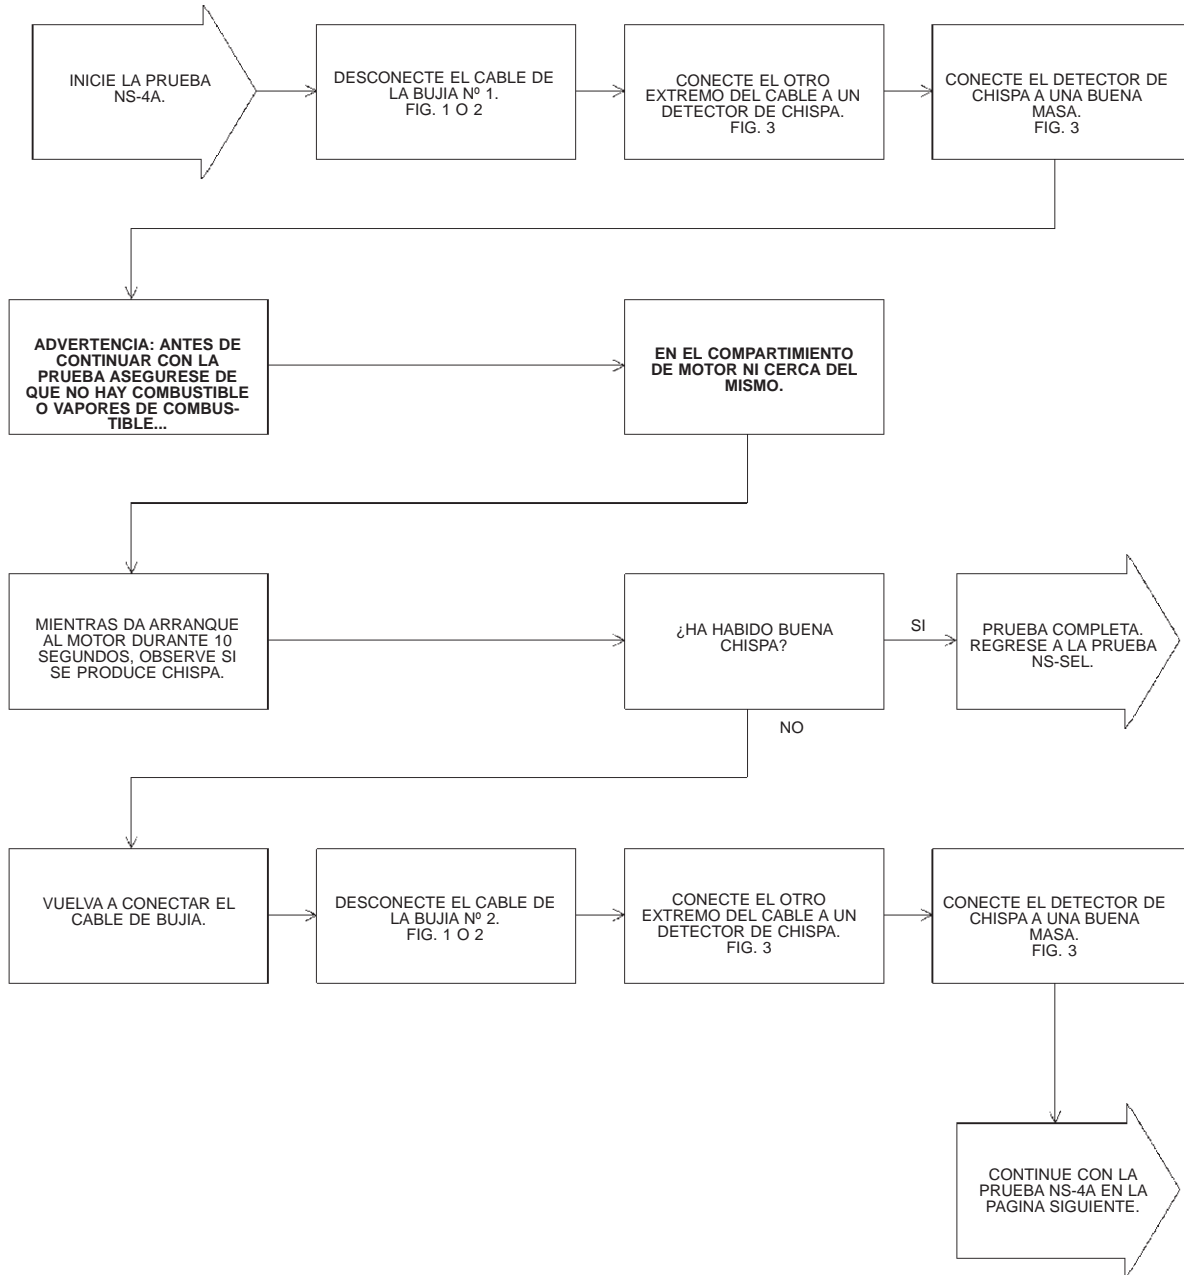 INICIE LA PRUEBA
NS-4A.
DESCONECTE EL CABLE DE
LA BUJIA Nº 1.
FIG. 1 O 2
CONECTE EL OTRO
EXTREMO DEL CABLE A UN
DETECTOR DE CHISPA.
FIG. 3
CONECTE EL DETECTOR DE
CHISPA A UNA BUENA
MASA.
FIG. 3
ADVERTENCIA: ANTES DE
CONTINUAR CON LA
PRUEBA ASEGURESE DE
QUE NO HAY COMBUSTIBLE
O VAPORES DE COMBUS-
TIBLE...
EN EL COMPARTIMIENTO
DE MOTOR NI CERCA DEL
MISMO.
MIENTRAS DA ARRANQUE
AL MOTOR DURANTE 10
SEGUNDOS, OBSERVE SI
SE PRODUCE CHISPA.
¿HA HABIDO BUENA
CHISPA?
SI
PRUEBA COMPLETA.
REGRESE A LA PRUEBA
NS-SEL.
NO
VUELVA A CONECTAR EL
CABLE DE BUJIA.
DESCONECTE EL CABLE DE
LA BUJIA Nº 2.
FIG. 1 O 2
CONECTE EL OTRO
EXTREMO DEL CABLE A UN
DETECTOR DE CHISPA.
FIG. 3
CONECTE EL DETECTOR DE
CHISPA A UNA BUENA
MASA.
FIG. 3
CONTINUE CON LA
PRUEBA NS-4A EN LA
PAGINA SIGUIENTE.